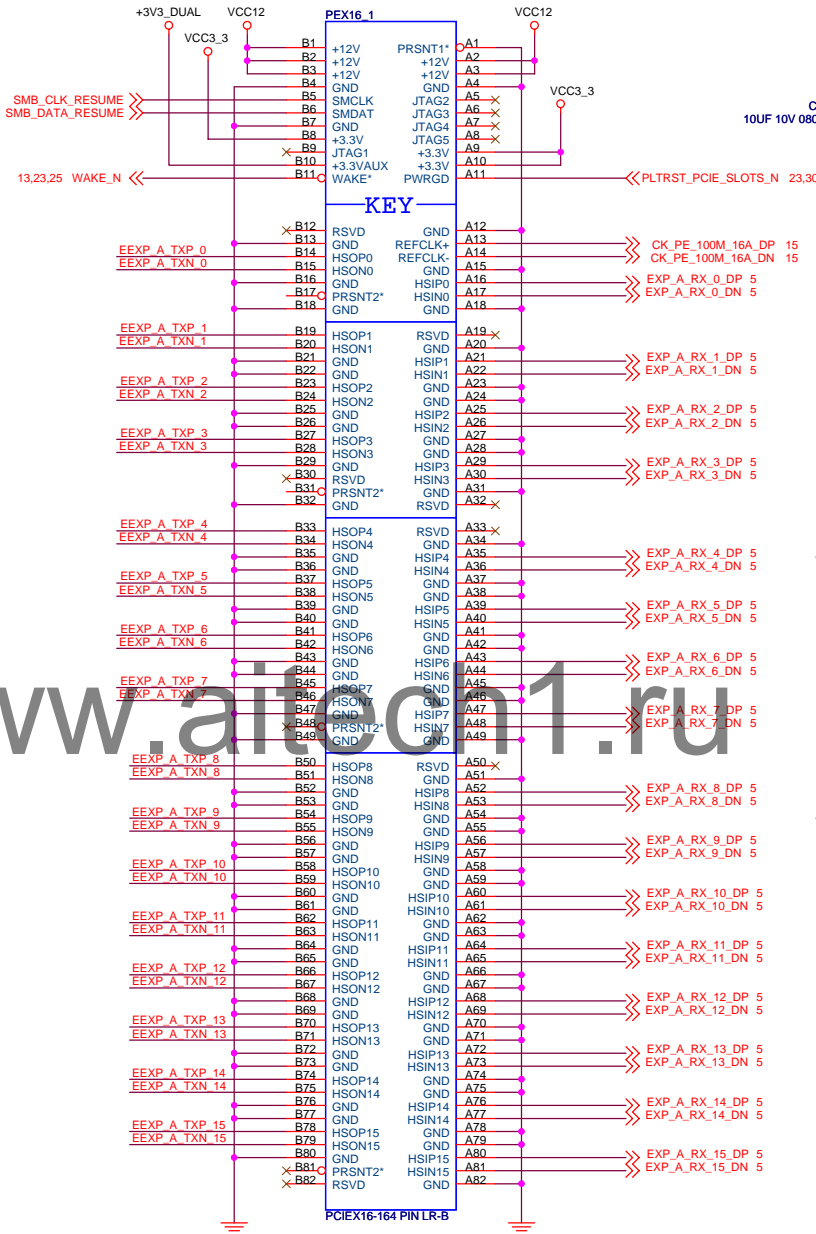 +3V3_DUAL VCC12 PEX16_1 VCC12
VCC3_3
VCC3_3
C
10UF 10V 080
B1 +12V PRSNT1* A1
B2 +12V +12V A2
B3 +12V +12V A3
B4 GND GND A4
SMB_CLK_RESUME B5 SMCLK JTAG2 A5
SMB_DATA_RESUME B6 SMDAT JTAG3 A6
B7 GND JTAG4 A7
B8 +3.3V JTAG5 A8
B9 JTAG1 +3.3V A9
B10 +3.3VAUX +3.3V A10
13,23,25 WAKE_N B11 WAKE* PWRGD A11 PLTRST_PCIE_SLOTS_N 23,30
KEY
B12 RSVD GND A12
B13 GND REFCLK+ A13 CK_PE_100M_16A_DP 15
EEXP_A_TXP_0 B14 HSOP0 REFCLK- A14 CK_PE_100M_16A_DN 15
EEXP_A_TXN_0 B15 HSON0 GND A15
B16 GND HSIP0 A16 EXP_A_RX_0_DP 5
B17 PRSNT2* HSIN0 A17 EXP_A_RX_0_DN 5
B18 GND GND A18
EEXP_A_TXP_1 B19 HSOP1 RSVD A19
EEXP_A_TXN_1 B20 HSON1 GND A20
B21 GND HSIP1 A21 EXP_A_RX_1_DP 5
B22 GND HSIN1 A22 EXP_A_RX_1_DN 5
EEXP_A_TXP_2 B23 HSOP2 GND A23
EEXP_A_TXN_2 B24 HSON2 GND A24
B25 GND HSIP2 A25 EXP_A_RX_2_DP 5
B26 GND HSIN2 A26 EXP_A_RX_2_DN 5
EEXP_A_TXP_3 B27 HSOP3 GND A27
EEXP_A_TXN_3 B28 HSON3 GND A28
B29 GND HSIP3 A29 EXP_A_RX_3_DP 5
B30 RSVD HSIN3 A30 EXP_A_RX_3_DN 5
B31 PRSNT2* GND A31
B32 GND RSVD A32
EEXP_A_TXP_4 B33 HSOP4 RSVD A33
EEXP_A_TXN_4 B34 HSON4 GND A34
B35 GND HSIP4 A35 EXP_A_RX_4_DP 5
B36 GND HSIN4 A36 EXP_A_RX_4_DN 5
EEXP_A_TXP_5 B37 HSOP5 GND A37
EEXP_A_TXN_5 B38 HSON5 GND A38
B39 GND HSIP5 A39 EXP_A_RX_5_DP 5
B40 GND HSIN5 A40 EXP_A_RX_5_DN 5
EEXP_A_TXP_6 B41 HSOP6 GND A41
EEXP_A_TXN_6 B42 HSON6 GND A42
B43 GND HSIP6 A43 EXP_A_RX_6_DP 5
B44 GND HSIN6 A44 EXP_A_RX_6_DN 5
EEXP_A_TXP_7 B45 HSOP7 GND A45
EEXP_A_TXN_7 B46 HSON7 GND A46
B47 GND HSIP7 A47 EXP_A_RX_7_DP 5
B48 PRSNT2* HSIN7 A48 EXP_A_RX_7_DN 5
B49 GND GND A49
ww.aitech1.ru
EEXP_A_TXP_8 B50 HSOP8 RSVD A50
EEXP_A_TXN_8 B51 HSON8 GND A51
B52 GND HSIP8 A52 EXP_A_RX_8_DP 5
B53 GND HSIN8 A53 EXP_A_RX_8_DN 5
EEXP_A_TXP_9 B54 HSOP9 GND A54
EEXP_A_TXN_9 B55 HSON9 GND A55
B56 GND HSIP9 A56 EXP_A_RX_9_DP 5
B57 GND HSIN9 A57 EXP_A_RX_9_DN 5
EEXP_A_TXP_10 B58 HSOP10 GND A58
EEXP_A_TXN_10 B59 HSON10 GND A59
B60 GND HSIP10 A60 EXP_A_RX_10_DP 5
B61 GND HSIN10 A61 EXP_A_RX_10_DN 5
EEXP_A_TXP_11 B62 HSOP11 GND A62
EEXP_A_TXN_11 B63 HSON11 GND A63
B64 GND HSIP11 A64 EXP_A_RX_11_DP 5
B65 GND HSIN11 A65 EXP_A_RX_11_DN 5
EEXP_A_TXP_12 B66 HSOP12 GND A66
EEXP_A_TXN_12 B67 HSON12 GND A67
B68 GND HSIP12 A68 EXP_A_RX_12_DP 5
B69 GND HSIN12 A69 EXP_A_RX_12_DN 5
EEXP_A_TXP_13 B70 HSOP13 GND A70
EEXP_A_TXN_13 B71 HSON13 GND A71
B72 GND HSIP13 A72 EXP_A_RX_13_DP 5
B73 GND HSIN13 A73 EXP_A_RX_13_DN 5
EEXP_A_TXP_14 B74 HSOP14 GND A74
EEXP_A_TXN_14 B75 HSON14 GND A75
B76 GND HSIP14 A76 EXP_A_RX_14_DP 5
B77 GND HSIN14 A77 EXP_A_RX_14_DN 5
EEXP_A_TXP_15 B78 HSOP15 GND A78
EEXP_A_TXN_15 B79 HSON15 GND A79
B80 GND HSIP15 A80 EXP_A_RX_15_DP 5
B81 PRSNT2* HSIN15 A81 EXP_A_RX_15_DN 5
B82 RSVD GND A82
PCIEX16-164 PIN LR-B